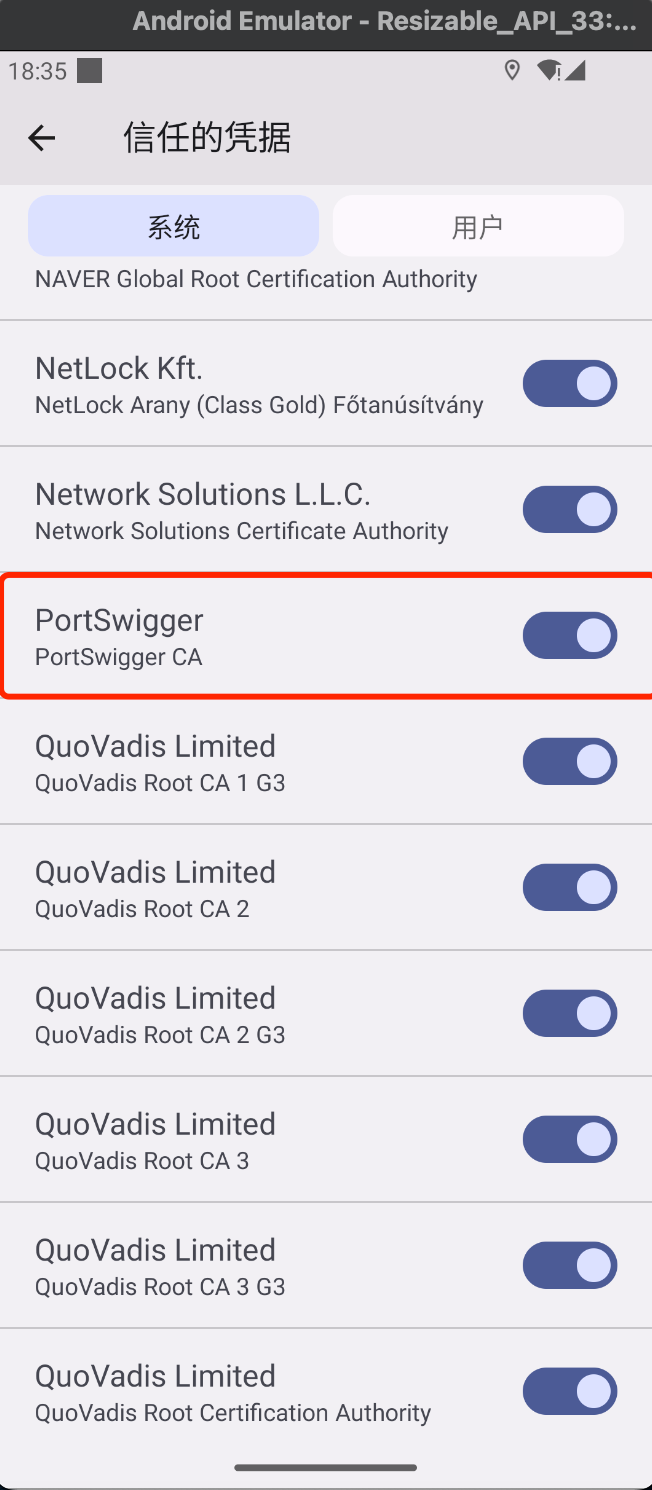 Android Emulator - Resizable_API_33:...
18:35
信任的凭据
系统
用户
NAVER Global Root Certification Authority
NetLock Kft.
NetLock Arany (Class Gold) Főtanúsítvány
Network Solutions L.L.C.
Network Solutions Certificate Authority
PortSwigger
PortSwigger CA
QuoVadis Limited
QuoVadis Root CA 1 G3
QuoVadis Limited
QuoVadis Root CA 2
QuoVadis Limited
QuoVadis Root CA 2 G3
QuoVadis Limited
QuoVadis Root CA 3
QuoVadis Limited
QuoVadis Root CA 3 G3
QuoVadis Limited
QuoVadis Root Certification Authority